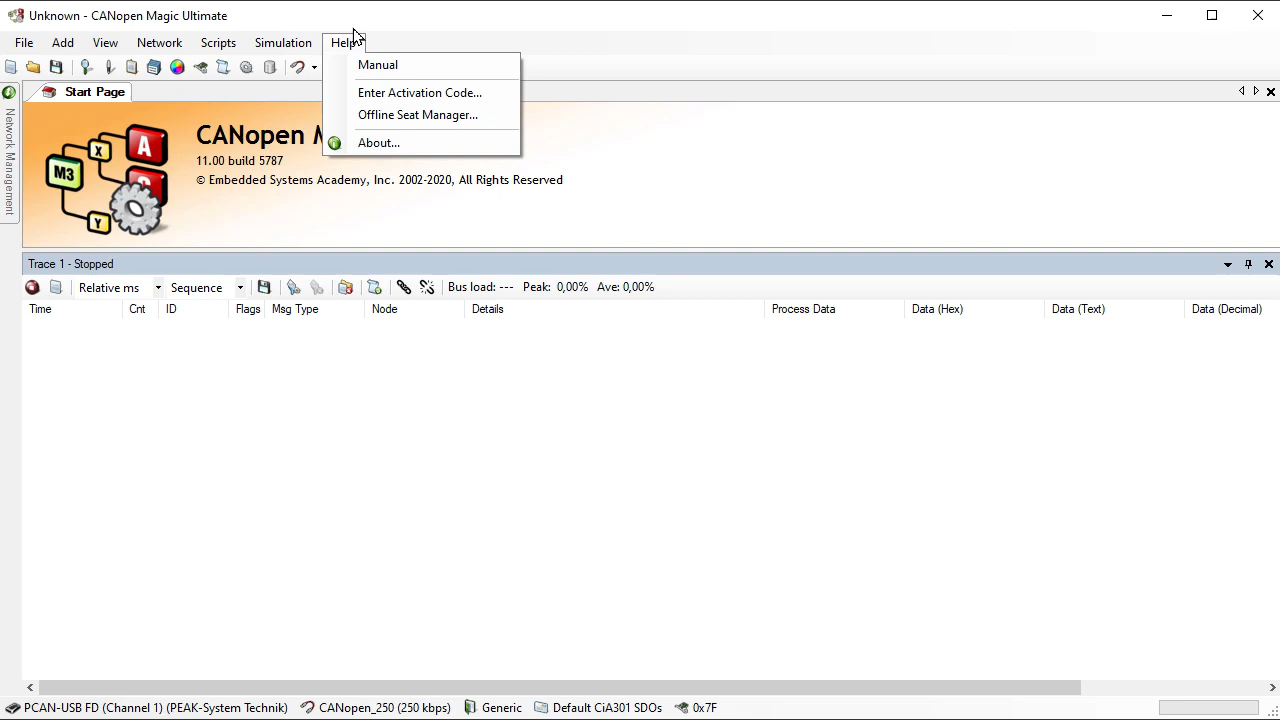 Unknown - CANopen Magic Ultimate
File Add View Network Scripts Simulation Help
Manual
Enter Activation Code...
Offline Seat Manager...
About...
Start Page
Network Management
CANopen M
11.00 build 5787
© Embedded Systems Academy, Inc. 2002-2020, All Rights Reserved
M3 X A Y
Trace 1 - Stopped
Relative ms Sequence Bus load: --- Peak: 0,00% Ave: 0,00%
Time Cnt ID Flags Msg Type Node Details Process Data Data (Hex) Data (Text) Data (Decimal)
PCAN-USB FD (Channel 1) (PEAK-System Technik) CANopen_250 (250 kbps) Generic Default CiA301 SDOs 0x7F